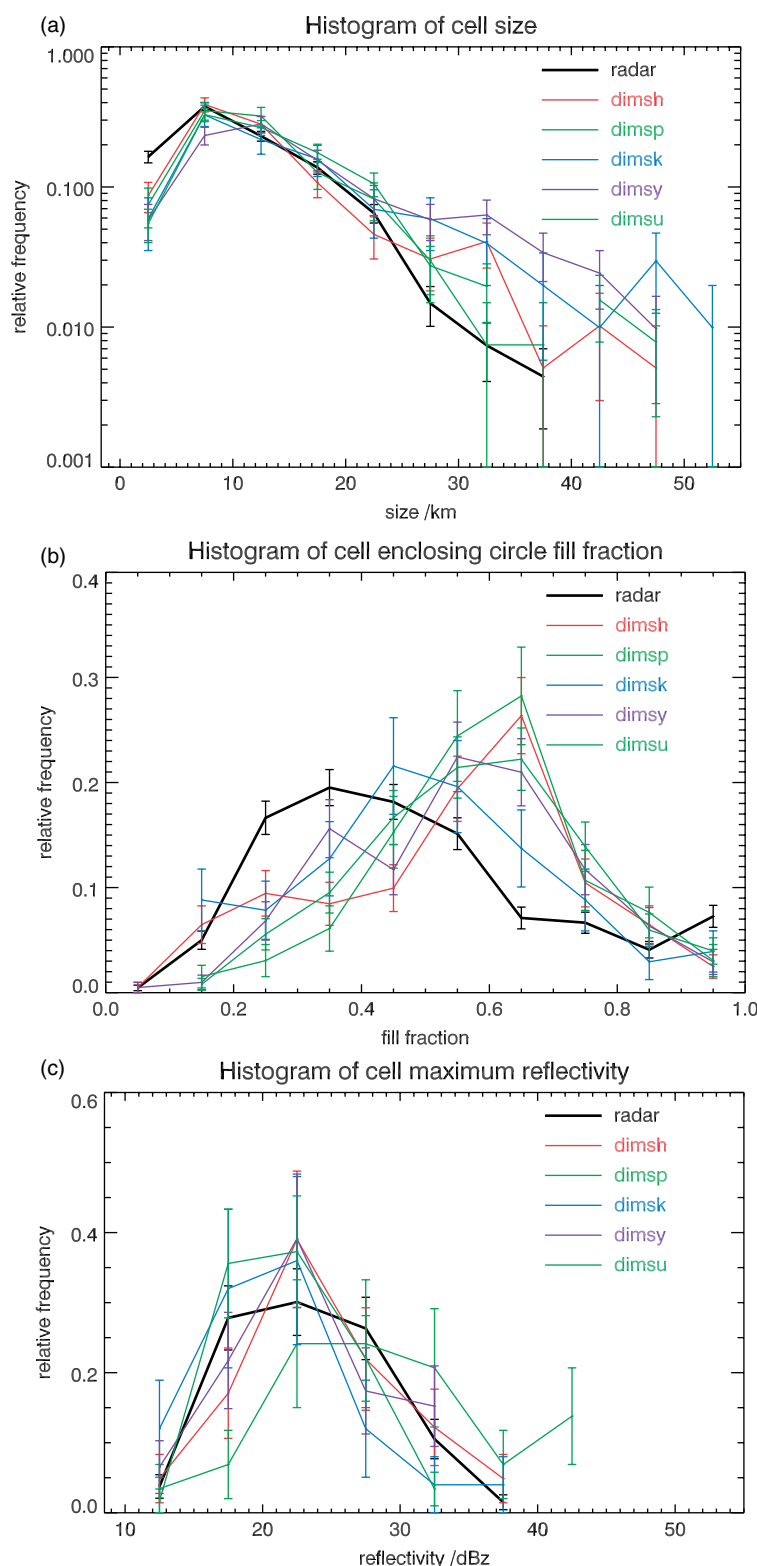 (a)
Histogram of cell size
1.000
0.100
0.010
0.001
relative frequency
radar
dimsh
dimsp
dimsk
dimsy
dimsu
0 10 20 30 40 50
size /km
(b)
Histogram of cell enclosing circle fill fraction
0.4
0.3
0.2
0.1
0.0
relative frequency
radar
dimsh
dimsp
dimsk
dimsy
dimsu
0.0 0.2 0.4 0.6 0.8 1.0
fill fraction
(c)
Histogram of cell maximum reflectivity
0.6
0.4
0.2
0.0
relative frequency
radar
dimsh
dimsp
dimsk
dimsy
dimsu
10 20 30 40 50
reflectivity /dBz